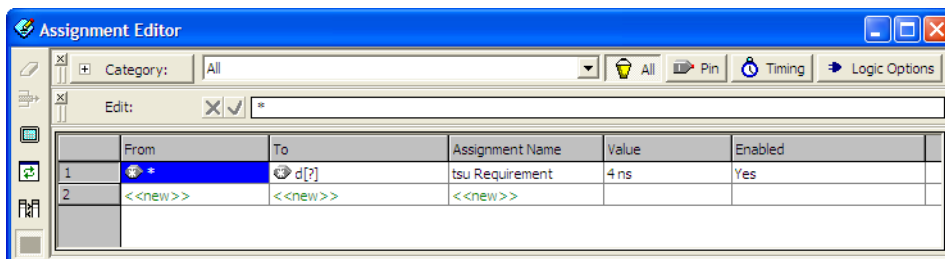 Assignment Editor
Category: All All Pin Timing Logic Options
Edit: *
From To Assignment Name Value Enabled
1 * d[?] tsu Requirement 4 ns Yes
2 <<new>> <<new>> <<new>>